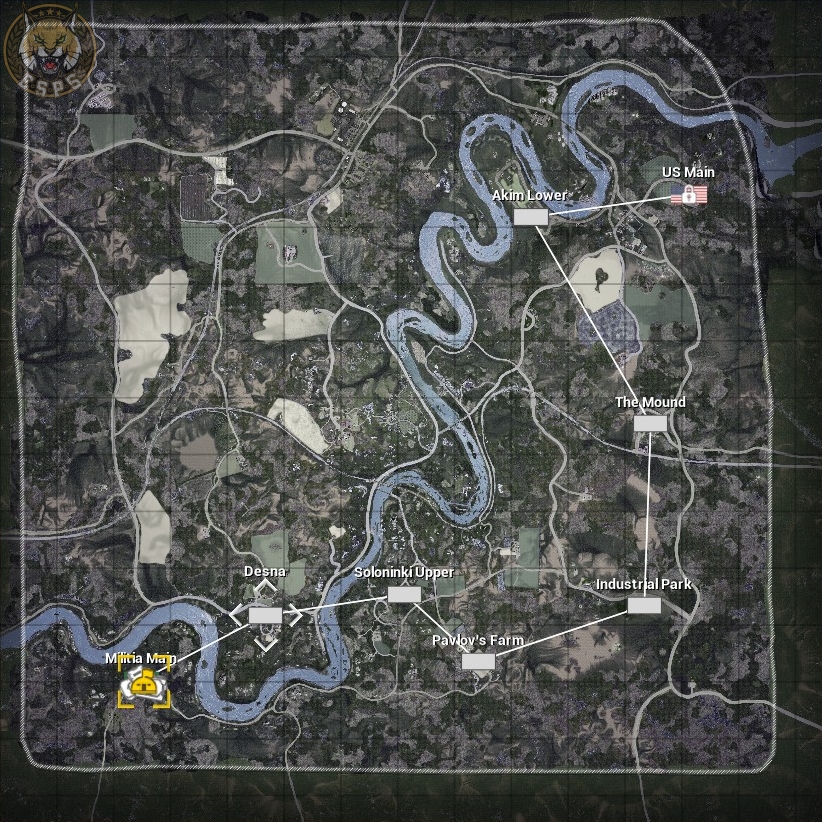 ESPS
US Main
Akim Lower
The Mound
Desna
Soloninki Upper
Industrial Park
Pavlov's Farm
Militia Main